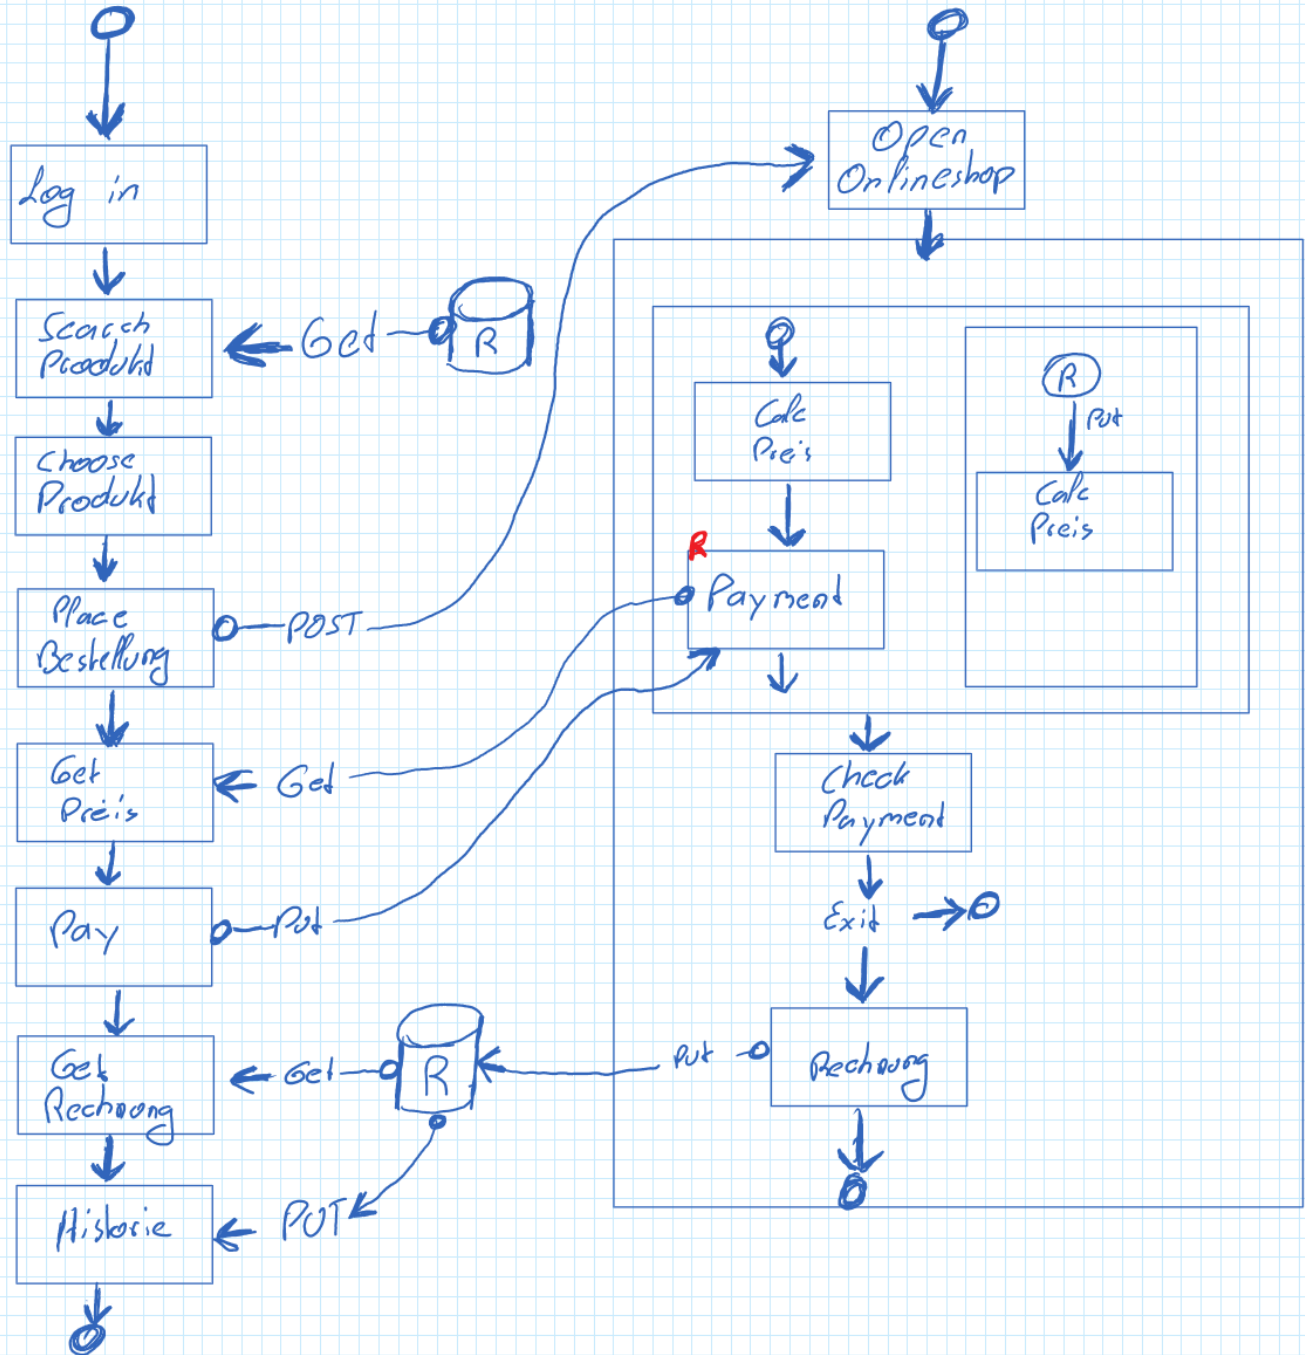 Log in
Search
Produkt
Get
R
Choose
Produkt
Place
Bestellung
POST
Get
Preis
Get
Pay
Put
Get
Rechnung
Get
R
Historie
PUT
Open
Onlineshop
Calc
Preis
R
Payment
R
Put
Calc
Preis
Check
Payment
Exit
Put
Rechnung